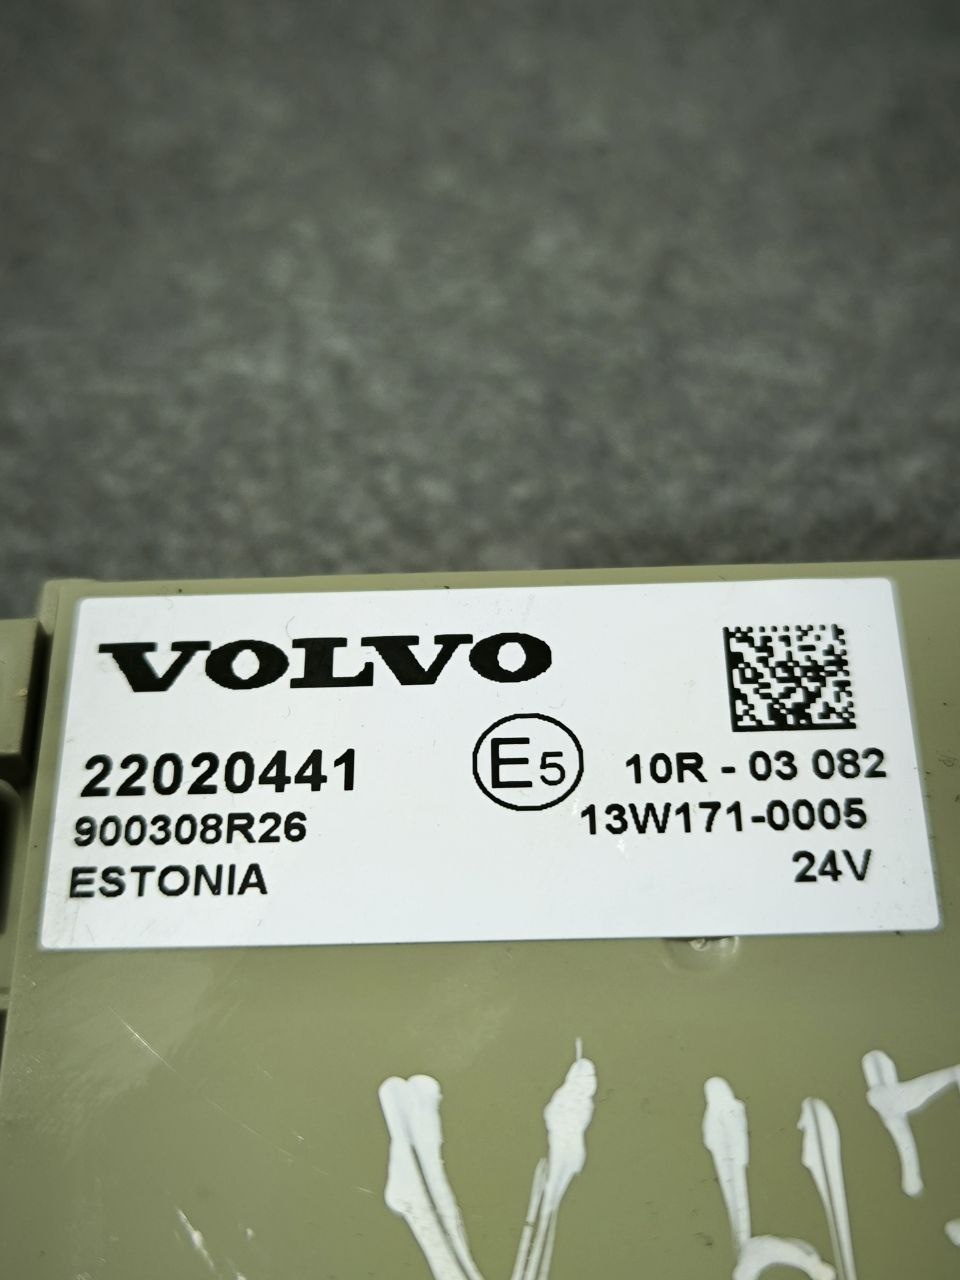 VOLVO
22020441
E5
10R - 03 082
900308R26
13W171-0005
ESTONIA
24V